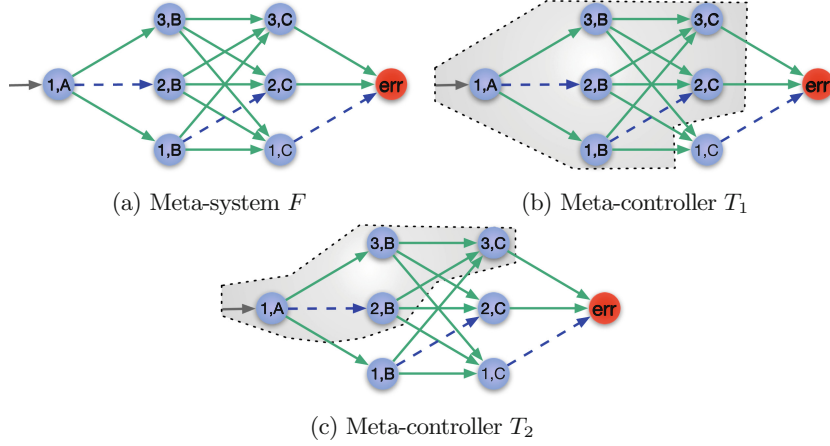 3,B 3,C
1,A 2,B 2,C err
1,B 1,C
3,B 3,C
1,A 2,B 2,C err
1,B 1,C
(a) Meta-system F
(b) Meta-controller T1
3,B 3,C
1,A 2,B 2,C err
1,B 1,C
(c) Meta-controller T2